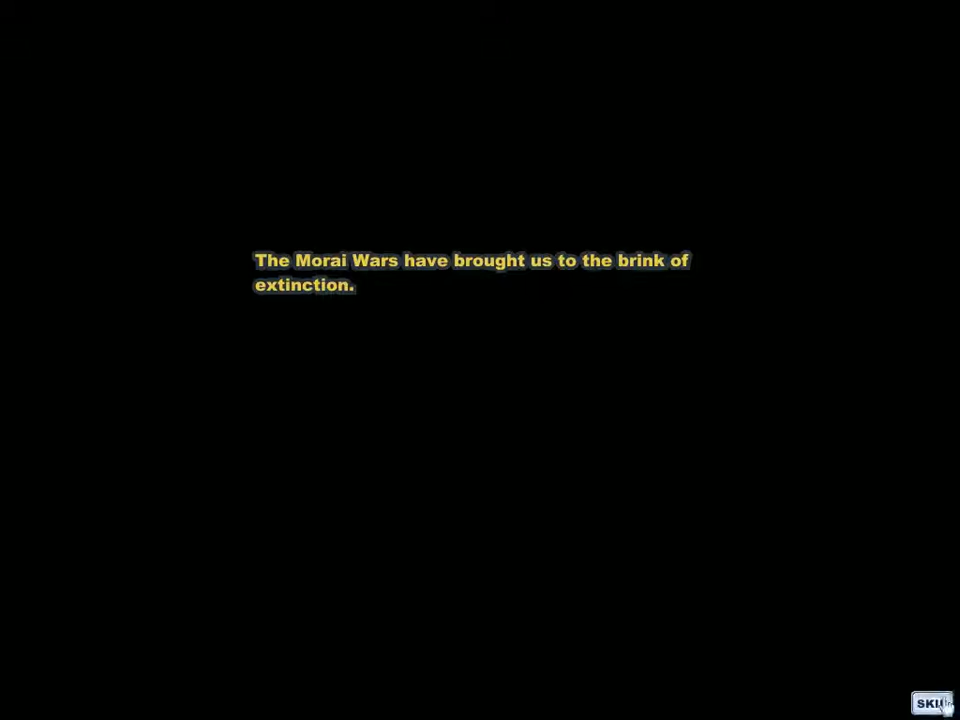 The Morai Wars have brought us to the brink of
extinction.